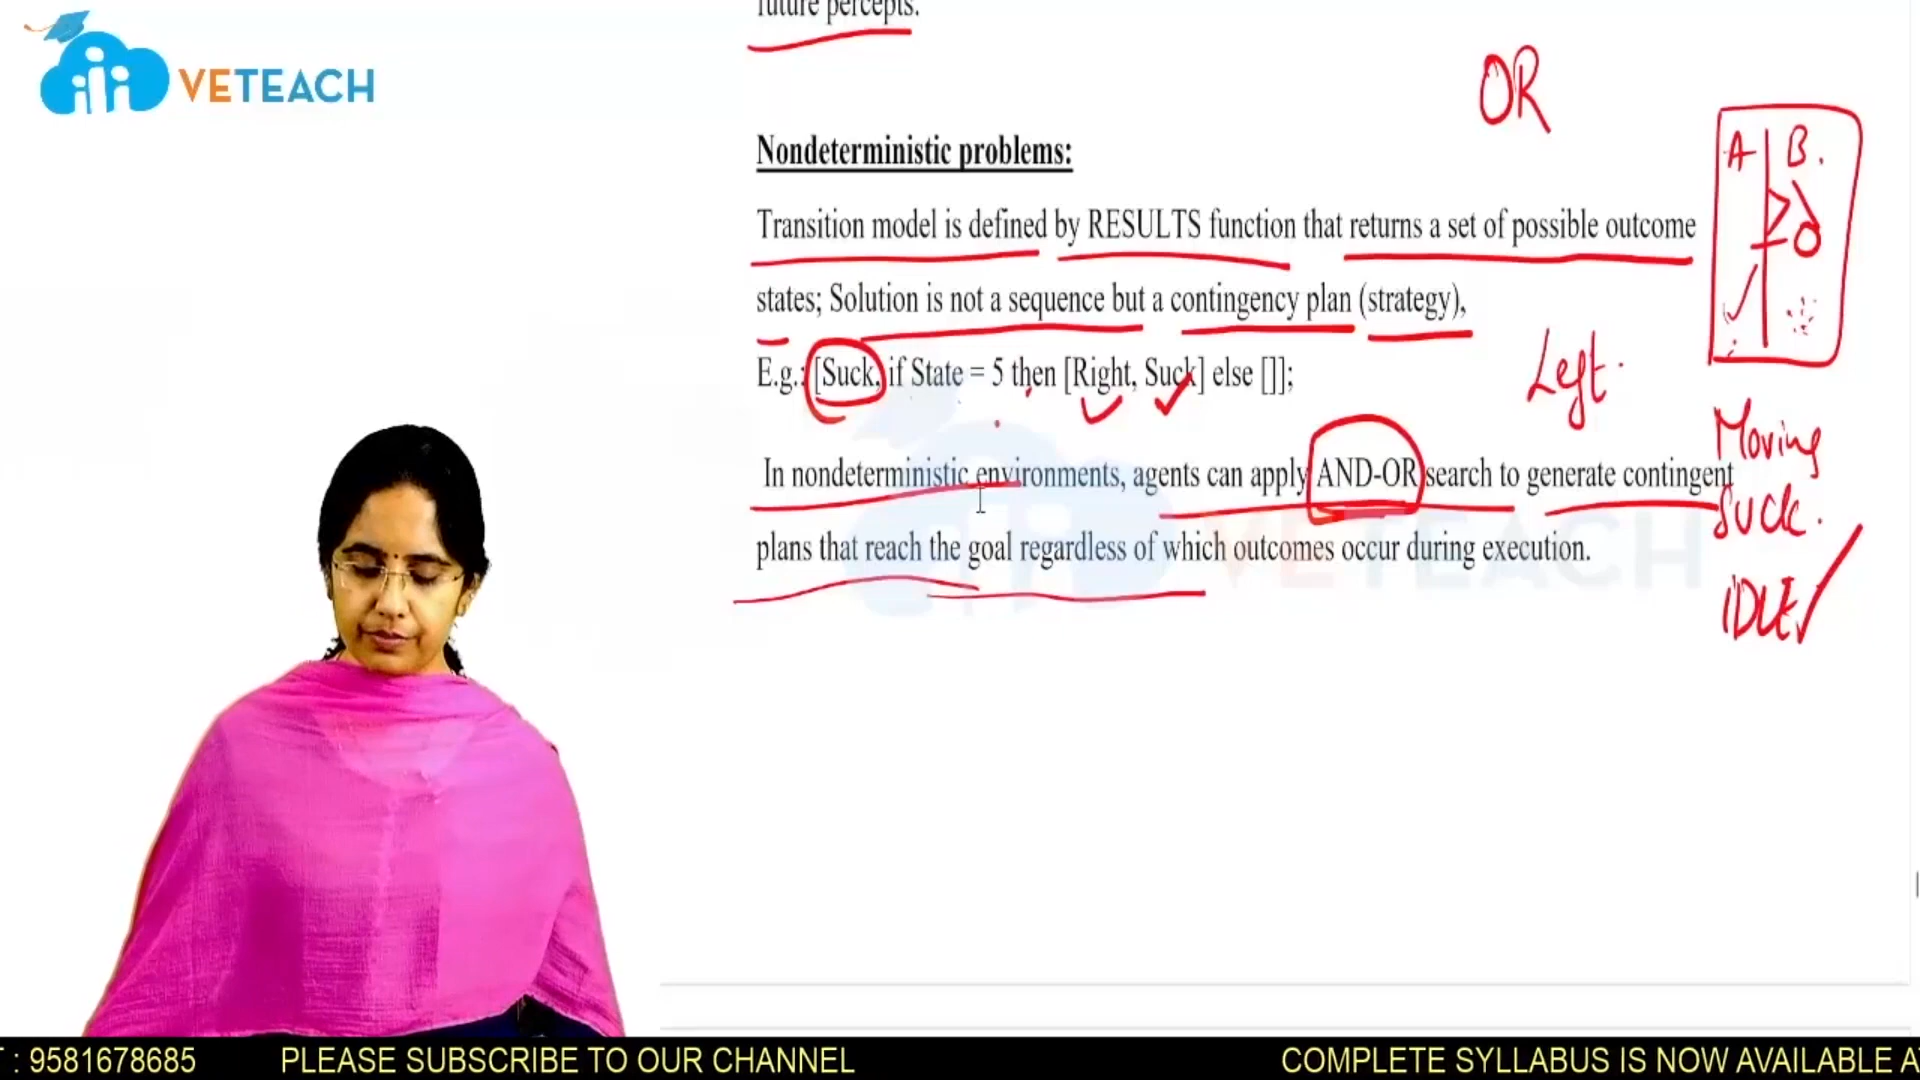 future percepts.
VETEACH
OR
Nondeterministic problems:
A B.
Transition model is defined by RESULTS function that returns a set of possible outcome
states; Solution is not a sequence but a contingency plan (strategy),
E.g.: [Suck, if State = 5 then [Right, Suck] else []];
Left.
Moving
In nondeterministic environments, agents can apply AND-OR search to generate contingent
Suck.
plans that reach the goal regardless of which outcomes occur during execution.
VETEACH
iDLE
: 9581678685 PLEASE SUBSCRIBE TO OUR CHANNEL COMPLETE SYLLABUS IS NOW AVAILABLE